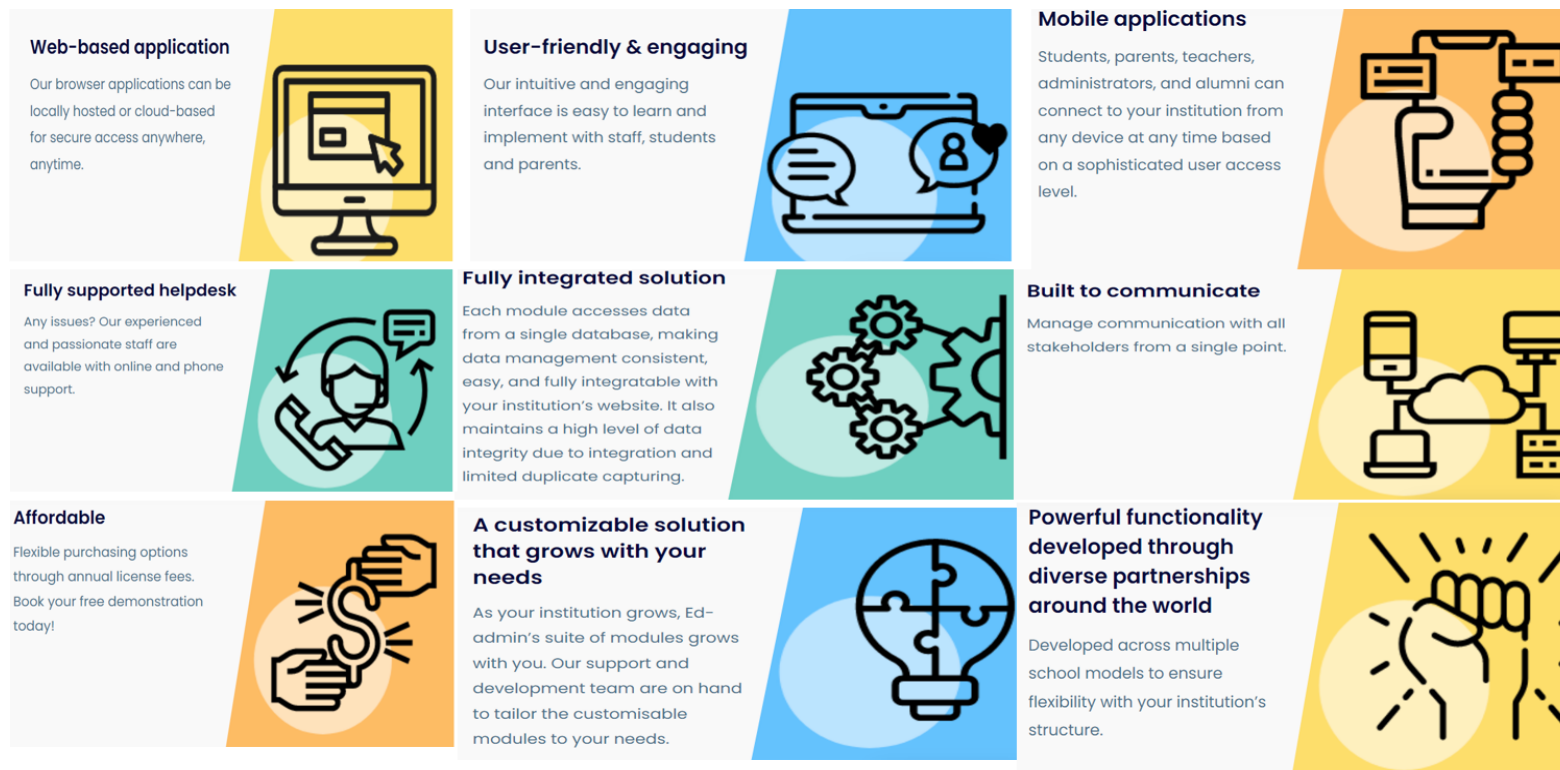 Web-based application
Our browser applications can be
locally hosted or cloud-based
for secure access anywhere,
anytime.
User-friendly & engaging
Our intuitive and engaging
interface is easy to learn and
implement with staff, students
and parents.
Mobile applications
Students, parents, teachers,
administrators, and alumni can
connect to your institution from
any device at any time based
on a sophisticated user access
level.
Fully supported helpdesk
Any issues? Our experienced
and passionate staff are
available with online and phone
support.
Fully integrated solution
Each module accesses data
from a single database, making
data management consistent,
easy, and fully integratable with
your institution’s website. It also
maintains a high level of data
integrity due to integration and
limited duplicate capturing.
Built to communicate
Manage communication with all
stakeholders from a single point.
Affordable
Flexible purchasing options
through annual license fees.
Book your free demonstration
today!
A customizable solution
that grows with your
needs
As your institution grows, Ed-
admin’s suite of modules grows
with you. Our support and
development team are on hand
to tailor the customisable
modules to your needs.
Powerful functionality
developed through
diverse partnerships
around the world
Developed across multiple
school models to ensure
flexibility with your institution’s
structure.